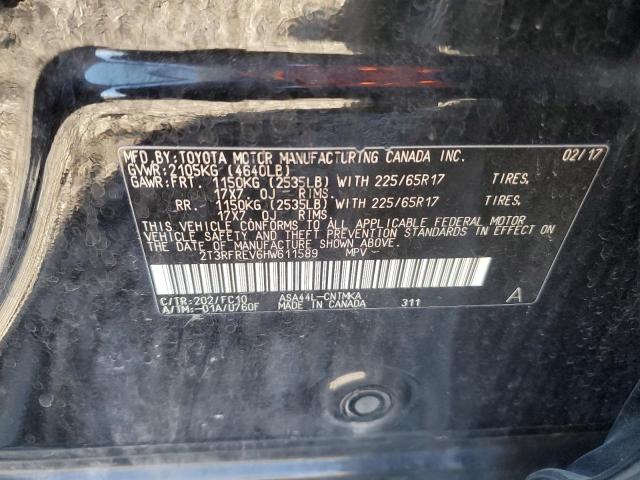 MFD.BY:TOYOTA MOTOR MANUFACTURING CANADA INC. 02/17
GVWR:2105KG (4640LB)
GAWR:FRT. 1150KG (2535LB) WITH 225/65R17 TIRES.
17X7 0J RIMS.
RR. 1150KG (2535LB) WITH 225/65R17 TIRES.
17X7 0J RIMS.
THIS VEHICLE CONFORMS TO ALL APPLICABLE FEDERAL MOTOR
VEHICLE SAFETY AND THEFT PREVENTION STANDARDS IN EFFECT ON
THE DATE OF MANUFACTURE SHOWN ABOVE.
2T3RFREV6HW611589 MPV
C/TR:202/FC10 ASA44L-CNTMKA
A/TM:-01A/U760F MADE IN CANADA 311 A